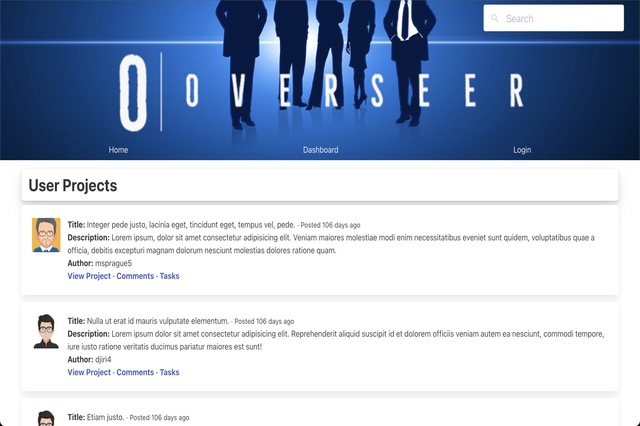 Search
O | OVERSEER
Home Dashboard Login
User Projects
Title: Integer pede justo, lacinia eget, tincidunt eget, tempus vel, pede. · Posted 106 days ago
Description: Lorem ipsum, dolor sit amet consectetur adipisicing elit. Veniam maiores molestiae modi enim necessitatibus eveniet sunt quidem, voluptatibus quae a
officia, debitis excepturi magnam dolorum nesciunt molestias dolores ratione quam.
Author: msprague5
View Project · Comments · Tasks
Title: Nulla ut erat id mauris vulputate elementum. · Posted 106 days ago
Description: Lorem ipsum dolor sit amet consectetur adipisicing elit. Reprehenderit aliquid suscipit id et dolorem officiis veniam autem ea nesciunt, commodi tempore,
iure iusto ratione veritatis ducimus pariatur maiores est sunt!
Author: djiri4
View Project · Comments · Tasks
Title: Etiam justo. · Posted 106 days ago